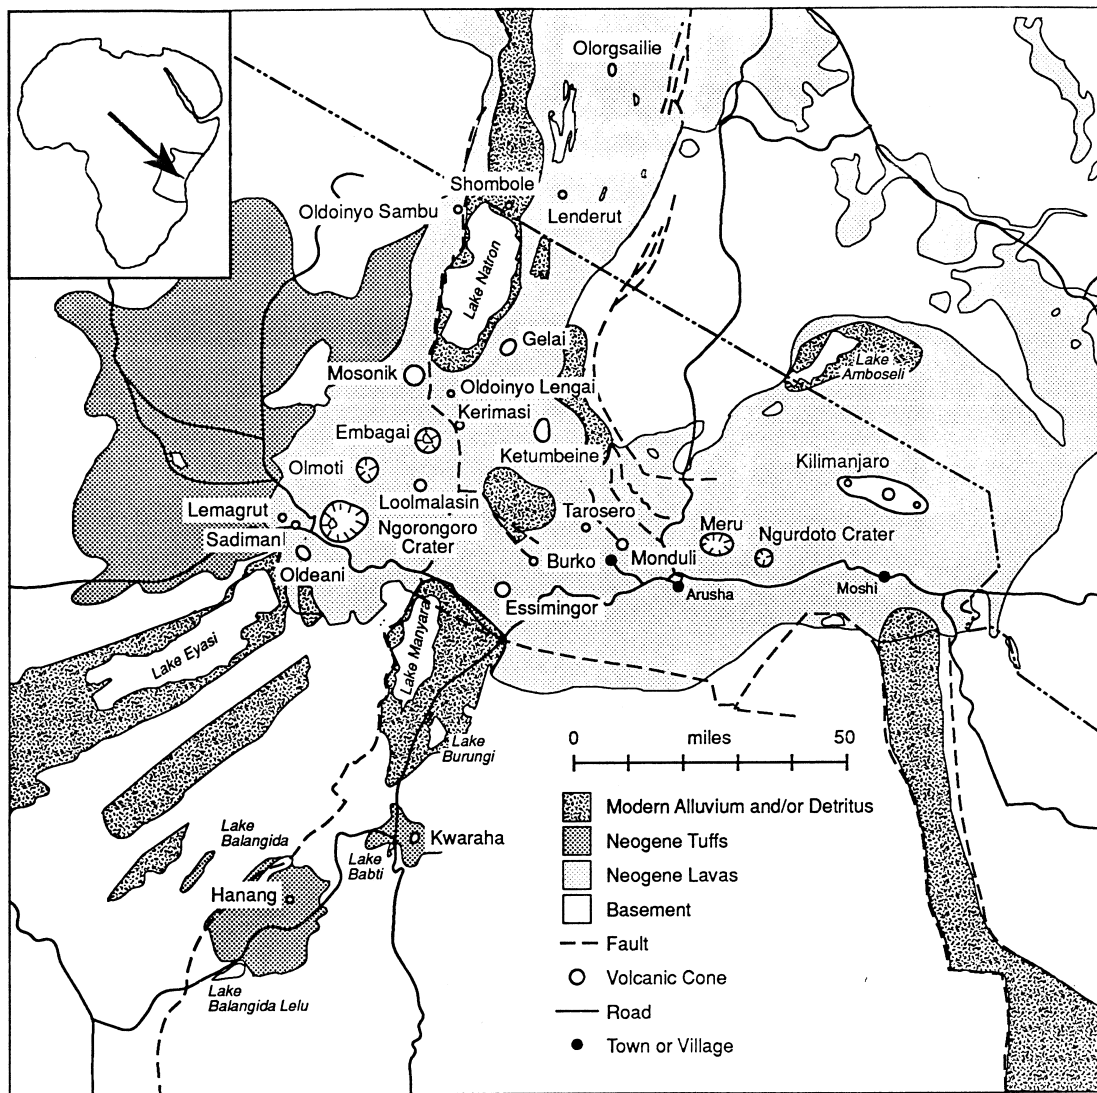 Olorgsailie
Shombole
Oldoinyo Sambu
Lenderut
Lake Natron
Gelai
Lake
Amboseli
Mosonik
Oldoinyo Lengai
Kerimasi
Embagai
Ketumbeine
Kilimanjaro
Olmoti
Loolmalasin
Lemagrut
Ngorongoro
Crater
Tarosero
Meru
Ngurdoto Crater
Sadiman
Burko
Monduli
Oldeani
Essimingor
Arusha
Moshi
Lake Eyasi
Lake Manyara
Lake
Burungi
0 miles 50
Modern Alluvium and/or Detritus
Neogene Tuffs
Neogene Lavas
Basement
Fault
Volcanic Cone
Road
Town or Village
Lake
Balangida
Lake
Babti
Kwaraha
Hanang
Lake
Balangida Lelu